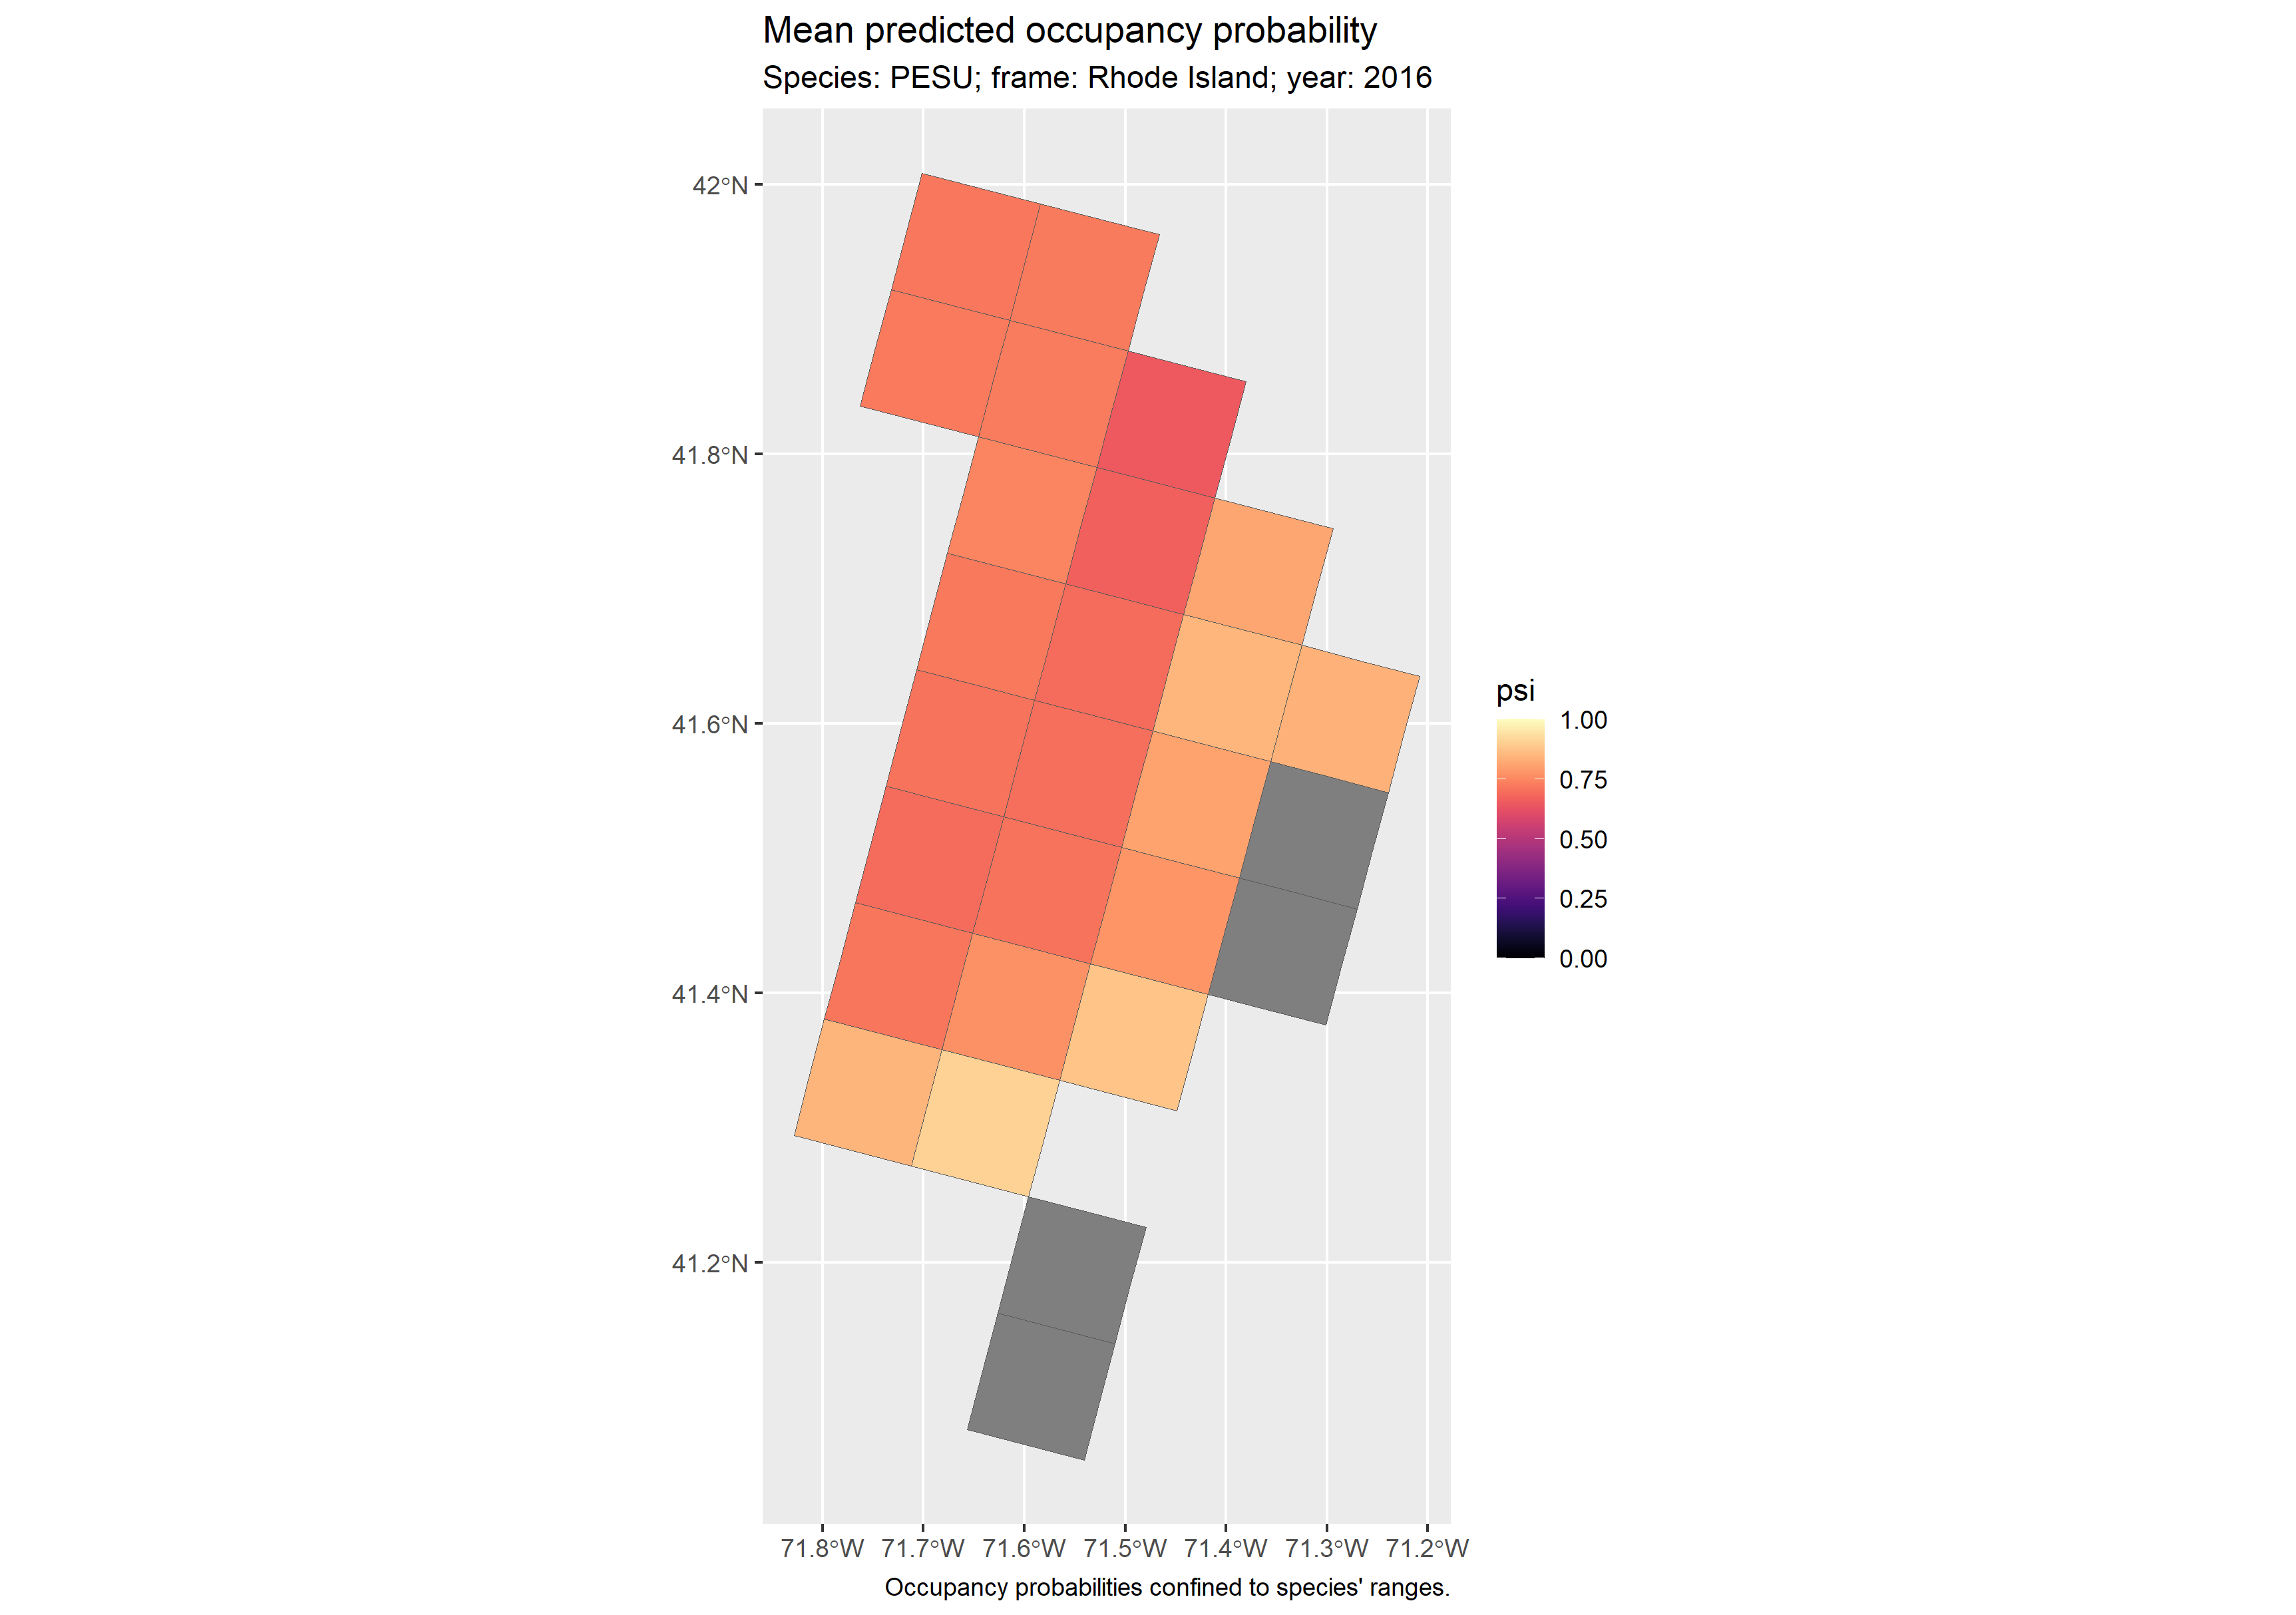 Mean predicted occupancy probability
Species: PESU; frame: Rhode Island; year: 2016
42°N
41.8°N
41.6°N
41.4°N
41.2°N
psi
1.00
0.75
0.50
0.25
0.00
71.8°W 71.7°W 71.6°W 71.5°W 71.4°W 71.3°W 71.2°W
Occupancy probabilities confined to species' ranges.